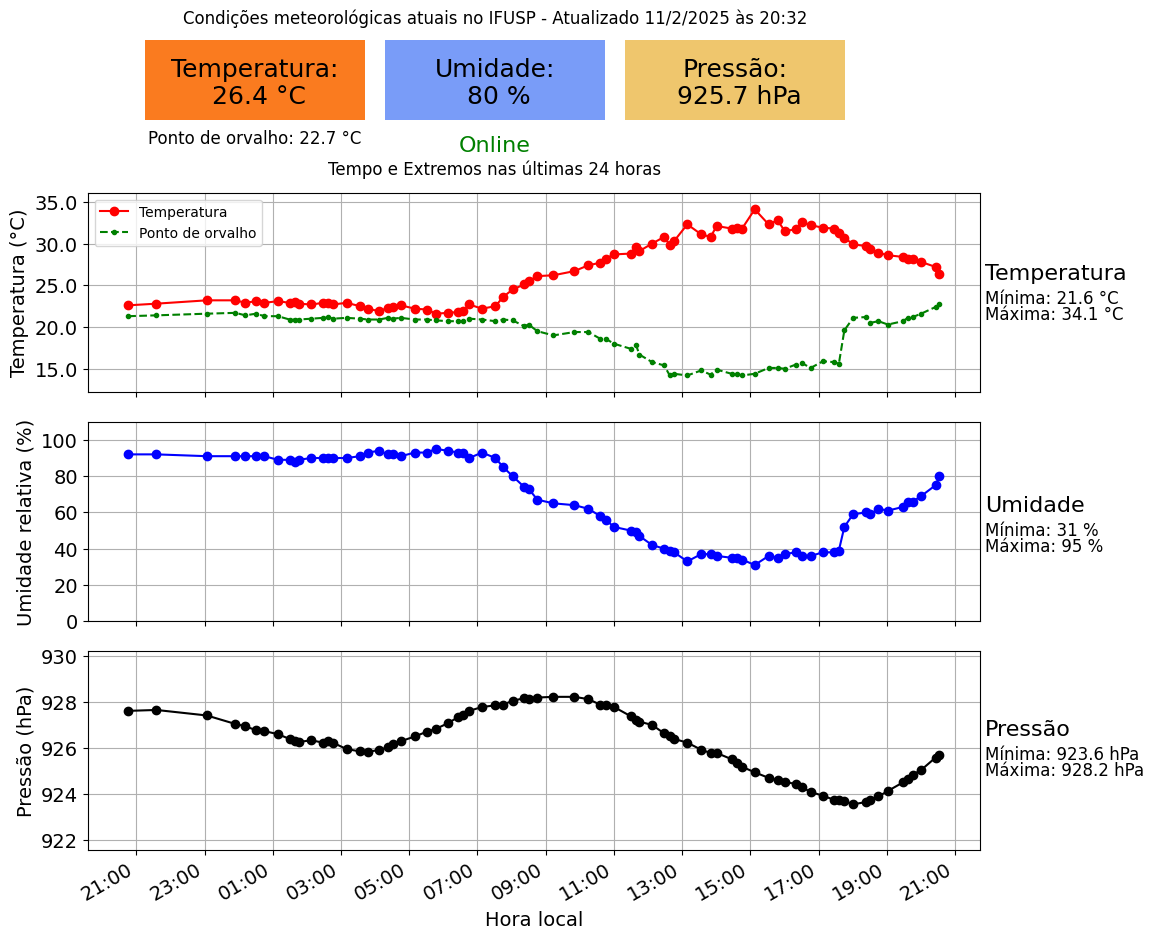 Condições meteorológicas atuais no IFUSP - Atualizado 11/2/2025 às 20:32
Temperatura:
26.4 °C
Umidade:
80 %
Pressão:
925.7 hPa
Ponto de orvalho: 22.7 °C
Online
Tempo e Extremos nas últimas 24 horas
Temperatura (°C)
35.0
30.0
25.0
20.0
15.0
Temperatura
Ponto de orvalho
Temperatura
Mínima: 21.6 °C
Máxima: 34.1 °C
Umidade relativa (%)
100
80
60
40
20
0
Umidade
Mínima: 31 %
Máxima: 95 %
Pressão (hPa)
930
928
926
924
922
Pressão
Mínima: 923.6 hPa
Máxima: 928.2 hPa
21:00
23:00
01:00
03:00
05:00
07:00
09:00
11:00
13:00
15:00
17:00
19:00
21:00
Hora local